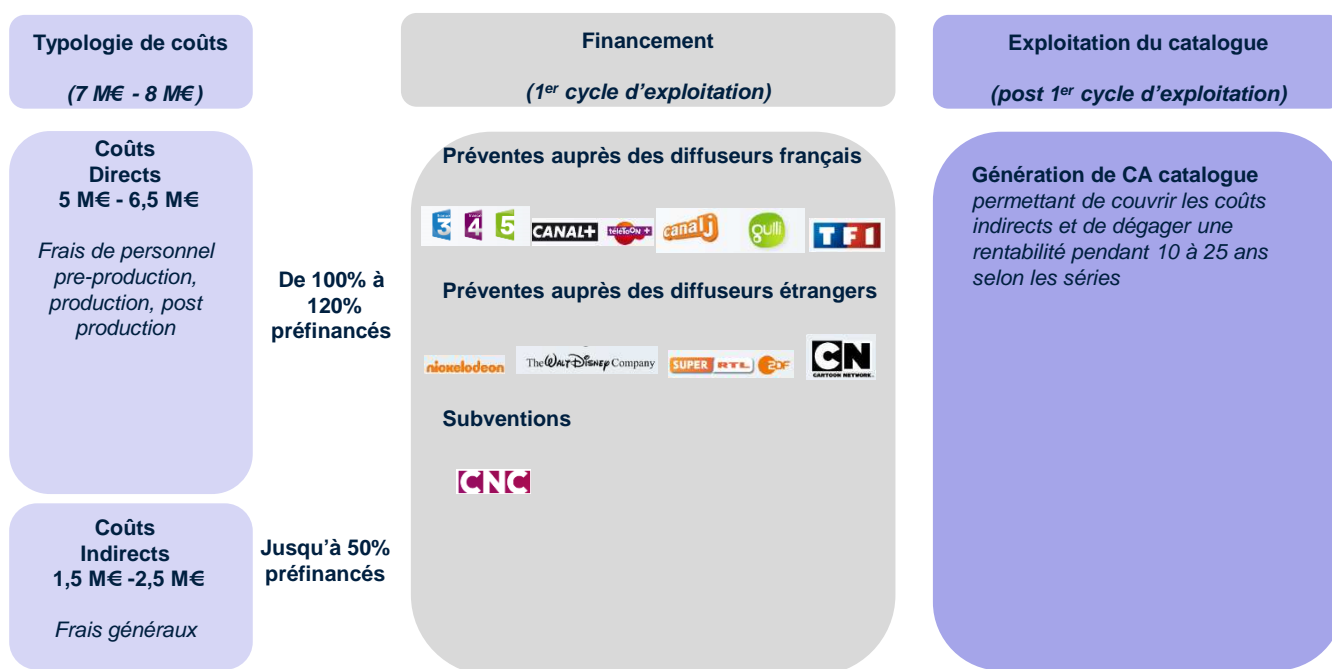 Typologie de coûts
(7 M€ - 8 M€)
Financement
(1er cycle d'exploitation)
Exploitation du catalogue
(post 1er cycle d'exploitation)
Coûts
Directs
5 M€ - 6,5 M€
Frais de personnel
pre-production,
production, post
production
De 100% à
120%
préfinancés
Préventes auprès des diffuseurs français
3 4 5 CANAL+ TéLéTOON+ canalj gulli TF1
Préventes auprès des diffuseurs étrangers
nickelodeon The WALT DISNEY Company SUPER RTL ZDF CN
CARTOON NETWORK.
Subventions
CNC
Génération de CA catalogue
permettant de couvrir les coûts
indirects et de dégager une
rentabilité pendant 10 à 25 ans
selon les séries
Coûts
Indirects
1,5 M€ -2,5 M€
Frais généraux
Jusqu'à 50%
préfinancés